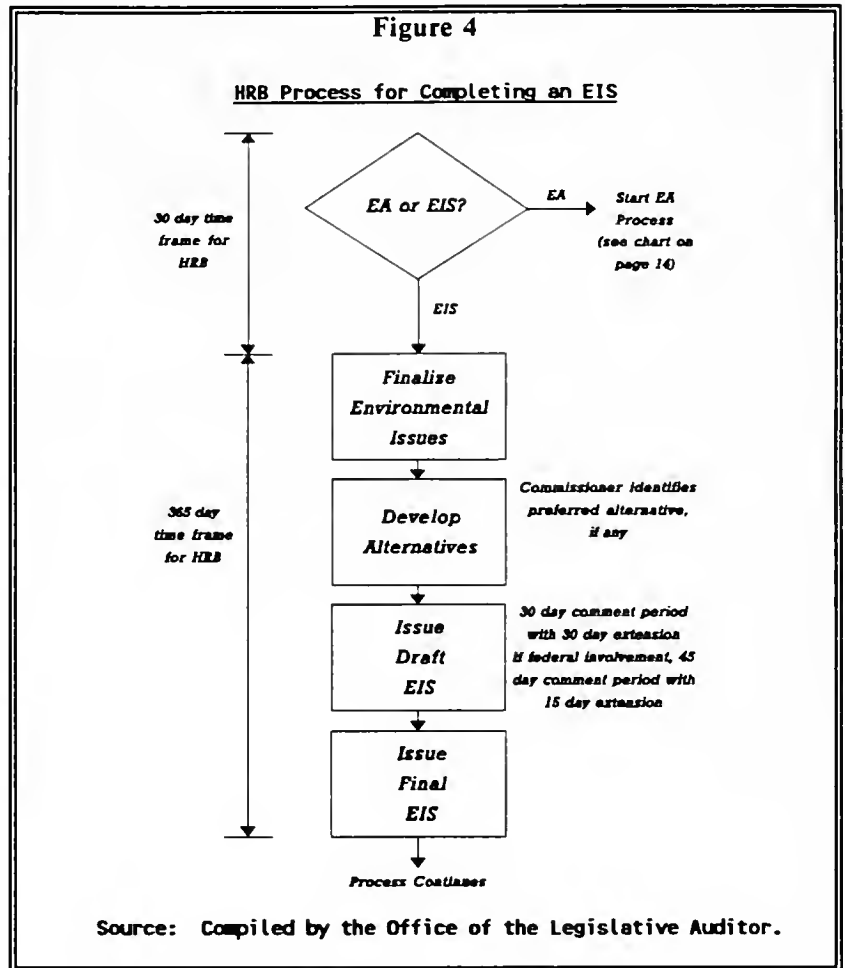 Figure 4
HRB Process for Completing an EIS
30 day time
frame for
HRB
EA or EIS?
EA
Start EA
Process
(see chart on
page 14)
EIS
365 day
time frame
for HRB
Finalize
Environmental
Issues
Develop
Alternatives
Commissioner identifies
preferred alternative,
if any
Issue
Draft
EIS
30 day comment period
with 30 day extension
if federal involvement, 45
day comment period with
15 day extension
Issue
Final
EIS
Process Continues
Source: Compiled by the Office of the Legislative Auditor.